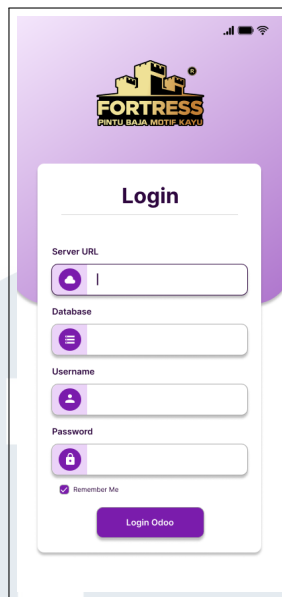 ®
FORTRESS
PINTU BAJA MOTIF KAYU
Login
Server URL
Database
Username
Password
Remember Me
Login Odoo